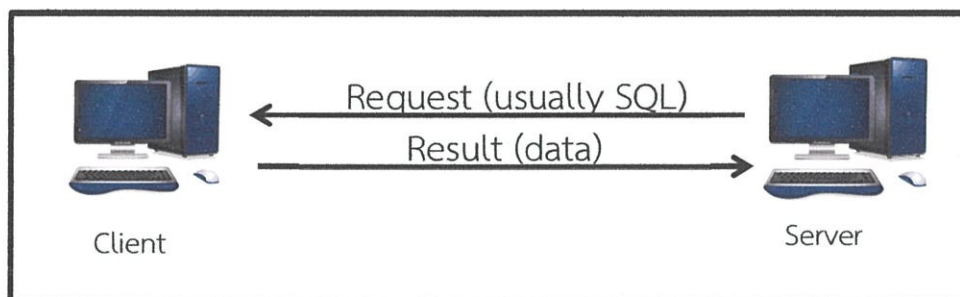 Request (usually SQL)
Result (data)
Client
Server